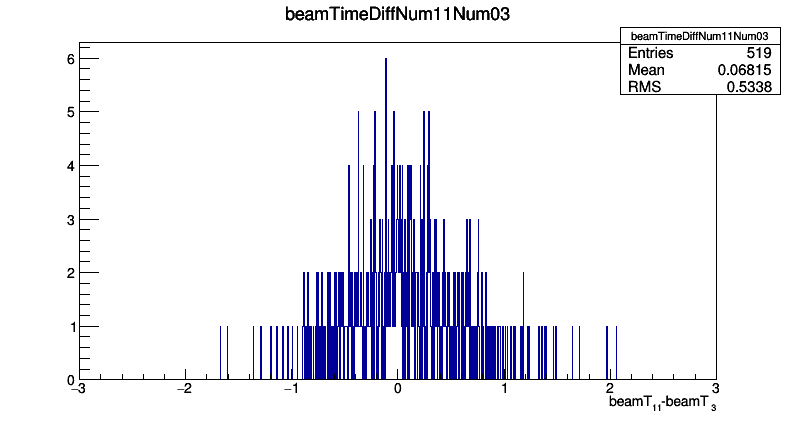 beamTimeDiffNum11Num03
beamTimeDiffNum11Num03
Entries 519
Mean 0.06815
RMS 0.5338
6
5
4
3
2
1
0
−3 −2 −1 0 1 2 3
beamT11-beamT3